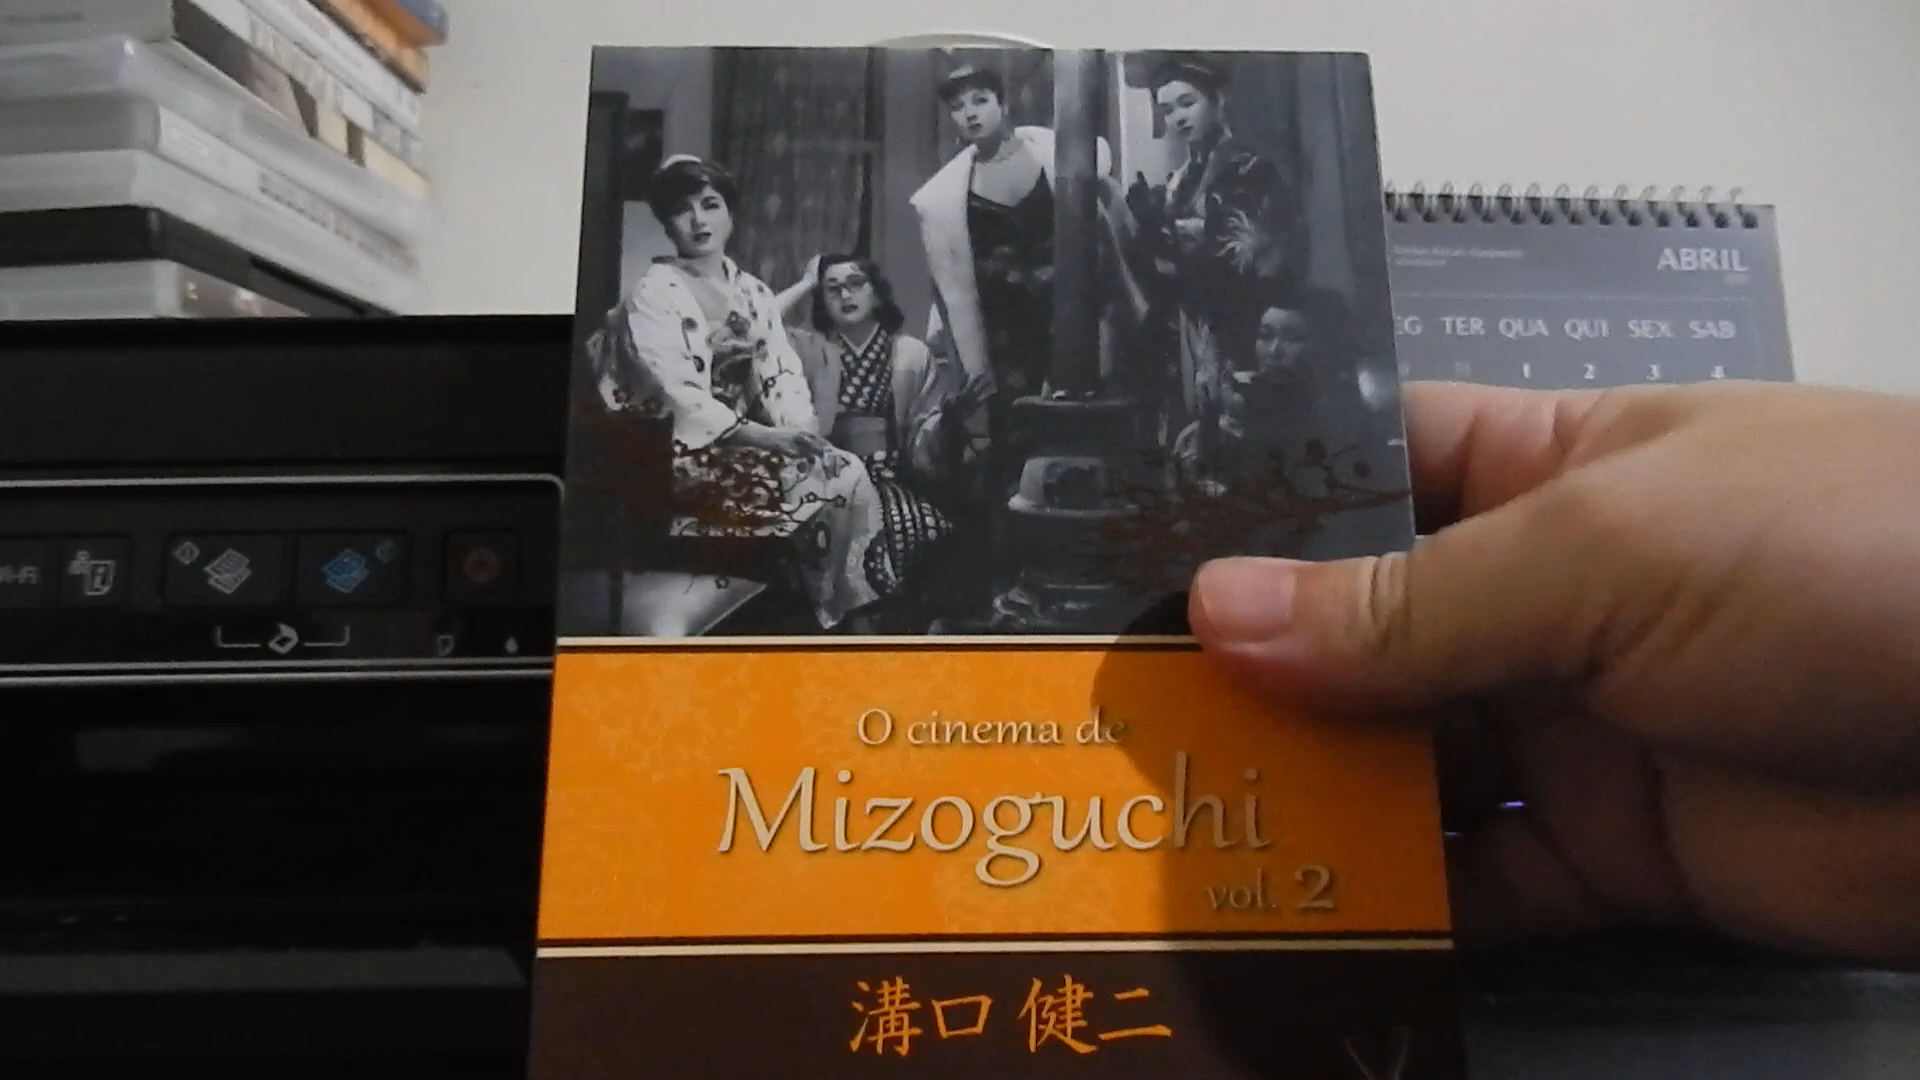 ABRIL
TER QUA QUI SEX SAB
1 2 3 4
O cinema de
Mizoguchi
vol. 2
溝口 健二